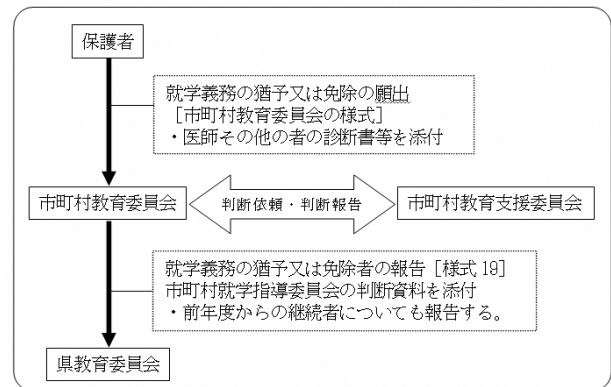 保護者
就学義務の猶予又は免除の願出
［市町村教育委員会の様式］
・医師その他の者の診断書等を添付
市町村教育委員会
判断依頼・判断報告
市町村教育支援委員会
就学義務の猶予又は免除者の報告［様式 19］
市町村就学指導委員会の判断資料を添付
・前年度からの継続者についても報告する。
県教育委員会